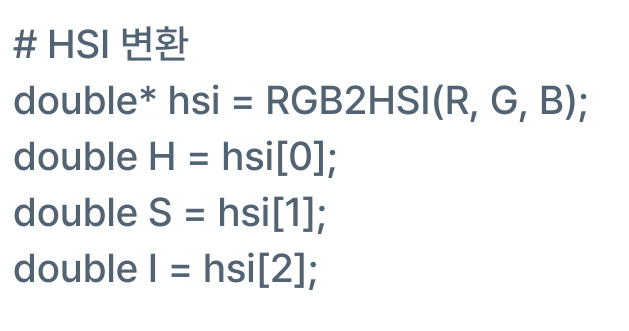 # HSI 변환
double* hsi = RGB2HSI(R, G, B);
double H = hsi[0];
double S = hsi[1];
double I = hsi[2];